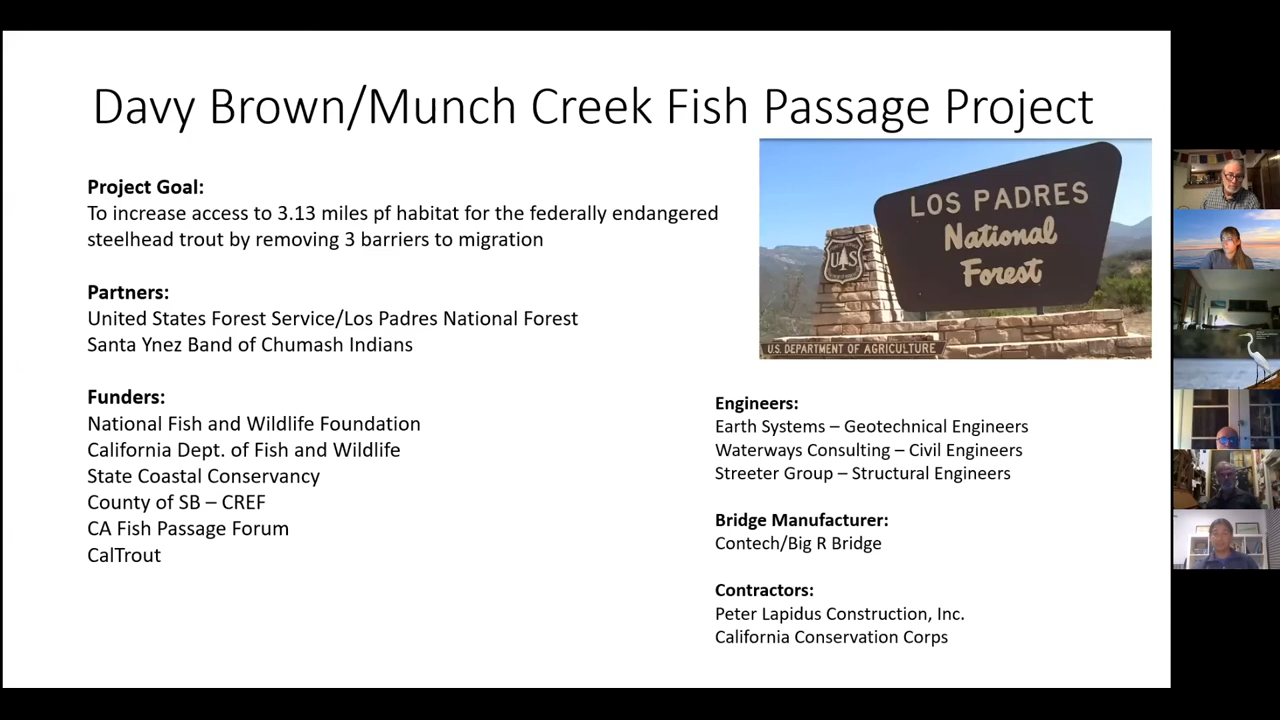 Davy Brown/Munch Creek Fish Passage Project
Project Goal:
To increase access to 3.13 miles pf habitat for the federally endangered
steelhead trout by removing 3 barriers to migration
Partners:
United States Forest Service/Los Padres National Forest
Santa Ynez Band of Chumash Indians
Funders:
National Fish and Wildlife Foundation
California Dept. of Fish and Wildlife
State Coastal Conservancy
County of SB – CREF
CA Fish Passage Forum
CalTrout
LOS PADRES
National
Forest
US
U.S. DEPARTMENT OF AGRICULTURE
Engineers:
Earth Systems – Geotechnical Engineers
Waterways Consulting – Civil Engineers
Streeter Group – Structural Engineers
Bridge Manufacturer:
Contech/Big R Bridge
Contractors:
Peter Lapidus Construction, Inc.
California Conservation Corps